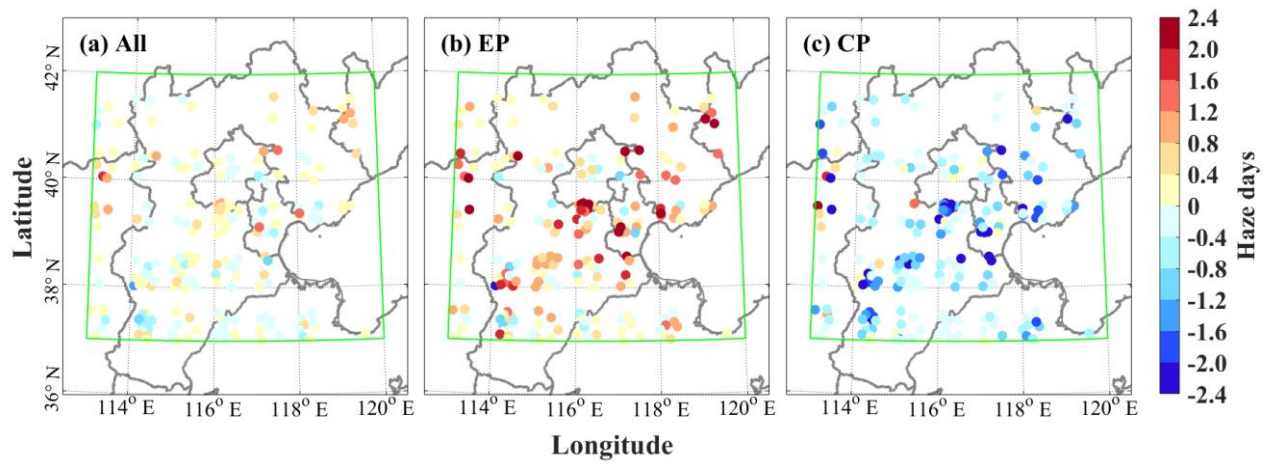 (a) All
(b) EP
(c) CP
42° N
40° N
38° N
36° N
Latitude
114° E
116° E
118° E
120° E
114° E
116° E
118° E
120° E
114° E
116° E
118° E
120° E
Longitude
2.4
2.0
1.6
1.2
0.8
0.4
0
-0.4
-0.8
-1.2
-1.6
-2.0
-2.4
Haze days